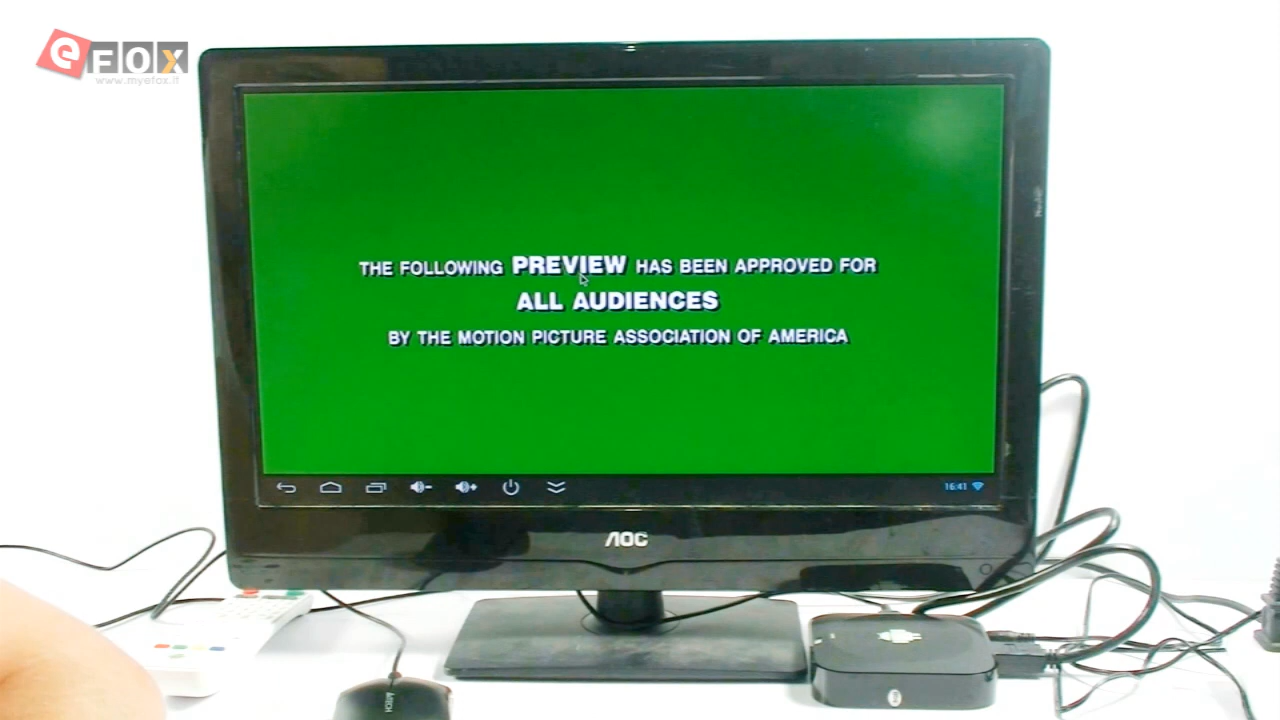 eFOX
www.myefox.it
THE FOLLOWING PREVIEW HAS BEEN APPROVED FOR
ALL AUDIENCES
BY THE MOTION PICTURE ASSOCIATION OF AMERICA
16:41
AOC